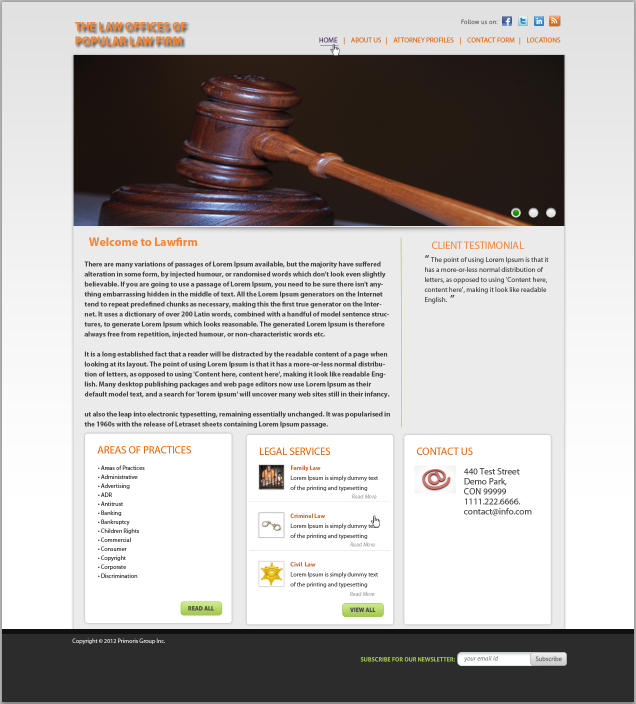 THE LAW OFFICES OF
POPULAR LAW FIRM
Follow us on:
HOME | ABOUT US | ATTORNEY PROFILES | CONTACT FORM | LOCATIONS
Welcome to Lawfirm
There are many variations of passages of Lorem Ipsum available, but the majority have suffered
alteration in some form, by injected humour, or randomised words which don't look even slightly
believable. If you are going to use a passage of Lorem Ipsum, you need to be sure there isn't any-
thing embarrassing hidden in the middle of text. All the Lorem Ipsum generators on the Internet
tend to repeat predefined chunks as necessary, making this the first true generator on the Inter-
net. It uses a dictionary of over 200 Latin words, combined with a handful of model sentence struc-
tures, to generate Lorem Ipsum which looks reasonable. The generated Lorem Ipsum is therefore
always free from repetition, injected humour, or non-characteristic words etc.
It is a long established fact that a reader will be distracted by the readable content of a page when
looking at its layout. The point of using Lorem Ipsum is that it has a more-or-less normal distribu-
tion of letters, as opposed to using 'Content here, content here', making it look like readable Eng-
lish. Many desktop publishing packages and web page editors now use Lorem Ipsum as their
default model text, and a search for 'lorem ipsum' will uncover many web sites still in their infancy.
ut also the leap into electronic typesetting, remaining essentially unchanged. It was popularised in
the 1960s with the release of Letraset sheets containing Lorem Ipsum passage.
CLIENT TESTIMONIAL
" The point of using Lorem Ipsum is that it
has a more-or-less normal distribution of
letters, as opposed to using 'Content here,
content here', making it look like readable
English. "
AREAS OF PRACTICES
• Areas of Practices
• Administrative
• Advertising
• ADR
• Antitrust
• Banking
• Bankruptcy
• Children Rights
• Commercial
• Consumer
• Copyright
• Corporate
• Discrimination
READ ALL
LEGAL SERVICES
Family Law
Lorem Ipsum is simply dummy text
of the printing and typesetting
Read More
Criminal Law
Lorem Ipsum is simply dummy text
of the printing and typesetting
Read More
Civil Law
Lorem Ipsum is simply dummy text
of the printing and typesetting
Read More
VIEW ALL
CONTACT US
440 Test Street
Demo Park,
CON 99999
1111.222.6666.
contact@info.com
Copyright © 2012 Primoris Group Inc.
SUBSCRIBE FOR OUR NEWSLETTER: your email id Subscribe